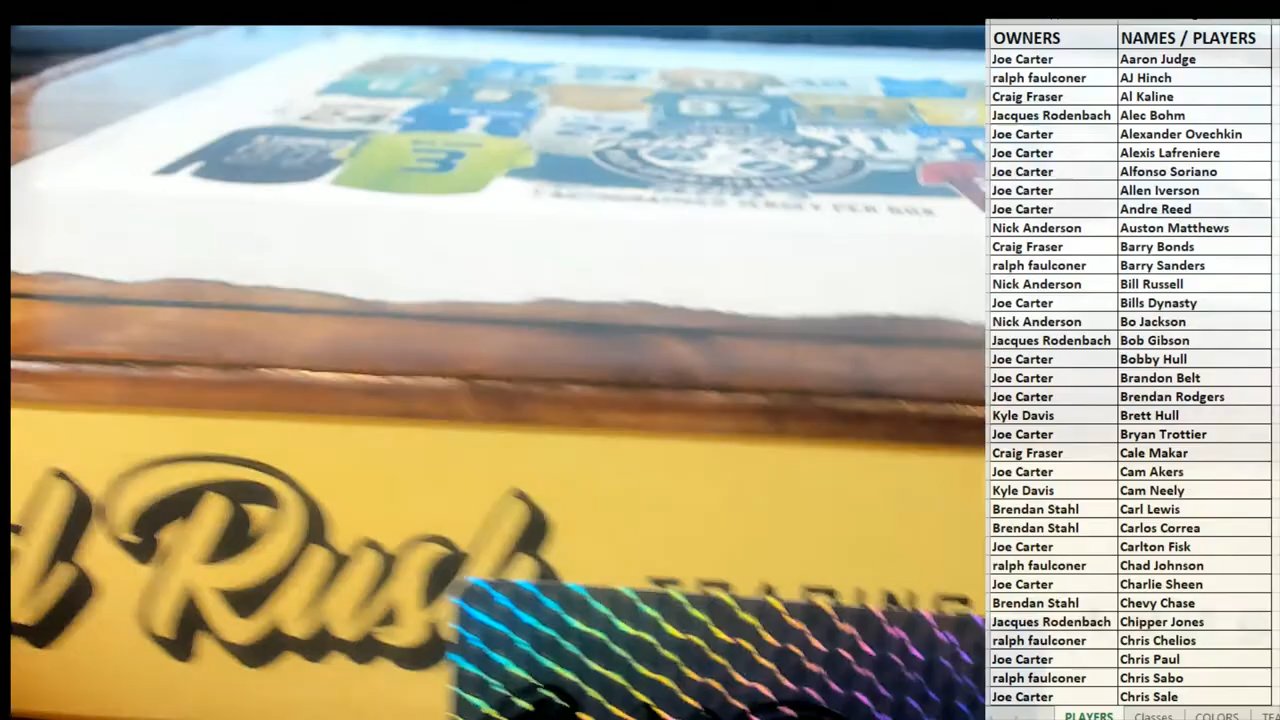 AUTOGRAPHED JERSEY PER BOX
Rush
TRADING
OWNERS NAMES / PLAYERS
Joe Carter Aaron Judge
ralph faulconer AJ Hinch
Craig Fraser Al Kaline
Jacques Rodenbach Alec Bohm
Joe Carter Alexander Ovechkin
Joe Carter Alexis Lafreniere
Joe Carter Alfonso Soriano
Joe Carter Allen Iverson
Joe Carter Andre Reed
Nick Anderson Auston Matthews
Craig Fraser Barry Bonds
ralph faulconer Barry Sanders
Nick Anderson Bill Russell
Joe Carter Bills Dynasty
Nick Anderson Bo Jackson
Jacques Rodenbach Bob Gibson
Joe Carter Bobby Hull
Joe Carter Brandon Belt
Joe Carter Brendan Rodgers
Kyle Davis Brett Hull
Joe Carter Bryan Trottier
Craig Fraser Cale Makar
Joe Carter Cam Akers
Kyle Davis Cam Neely
Brendan Stahl Carl Lewis
Brendan Stahl Carlos Correa
Joe Carter Carlton Fisk
ralph faulconer Chad Johnson
Joe Carter Charlie Sheen
Brendan Stahl Chevy Chase
Jacques Rodenbach Chipper Jones
ralph faulconer Chris Chelios
Joe Carter Chris Paul
ralph faulconer Chris Sabo
Joe Carter Chris Sale
PLAYERS Classes COLORS